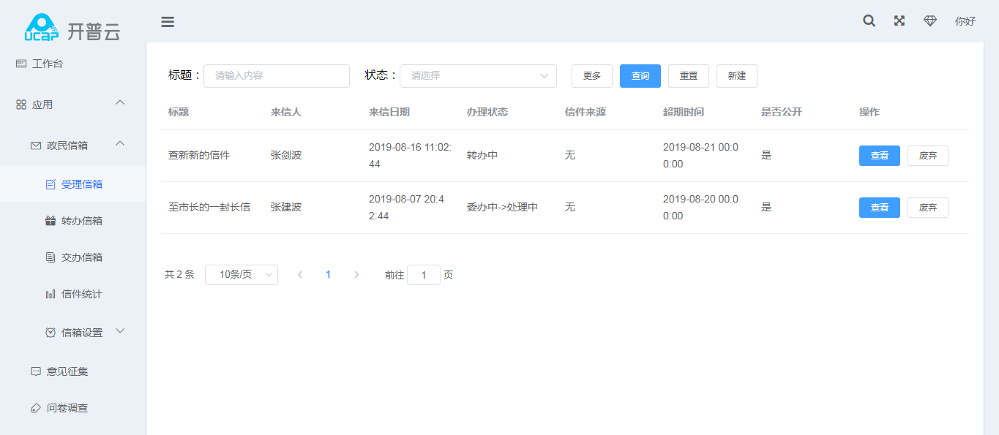 ucap 开普云
你好
工作台
应用
政民信箱
受理信箱
转办信箱
交办信箱
信件统计
信箱设置
意见征集
问卷调查
标题： 请输入内容 状态： 请选择 更多 查询 重置 新建
标题 来信人 来信日期 办理状态 信件来源 超期时间 是否公开 操作
查新新的信件 张剑波 2019-08-16 11:02:
44 转办中 无 2019-08-21 00:0
0:00 是 查看 废弃
至市长的一封长信 张建波 2019-08-07 20:4
2:44 委办中->处理中 无 2019-08-20 00:0
0:00 是 查看 废弃
共 2 条 10条/页 1 前往 1 页